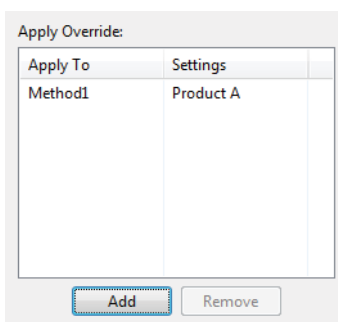 Apply Override:
Apply To Settings
Method1 Product A
Add Remove